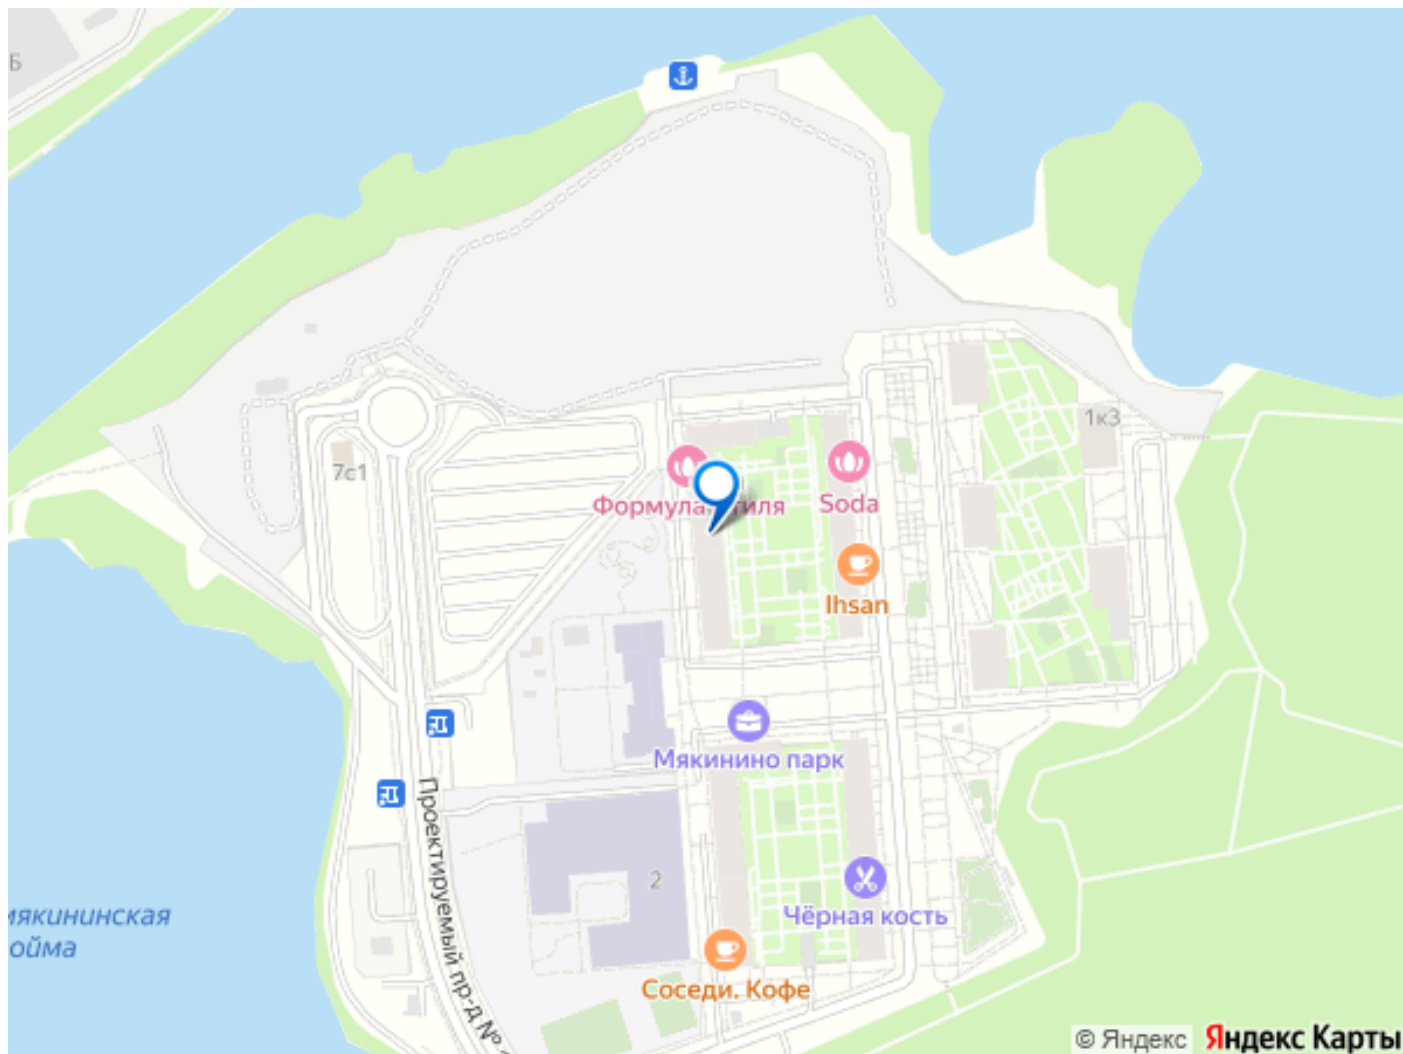 Б
1к3
7с1
Формула
тиля
Soda
Ihsan
Мякинино парк
Проектируемый пр-д №
2
Чёрная кость
мякининская
ойма
Соседи. Кофе
© Яндекс Яндекс Карты